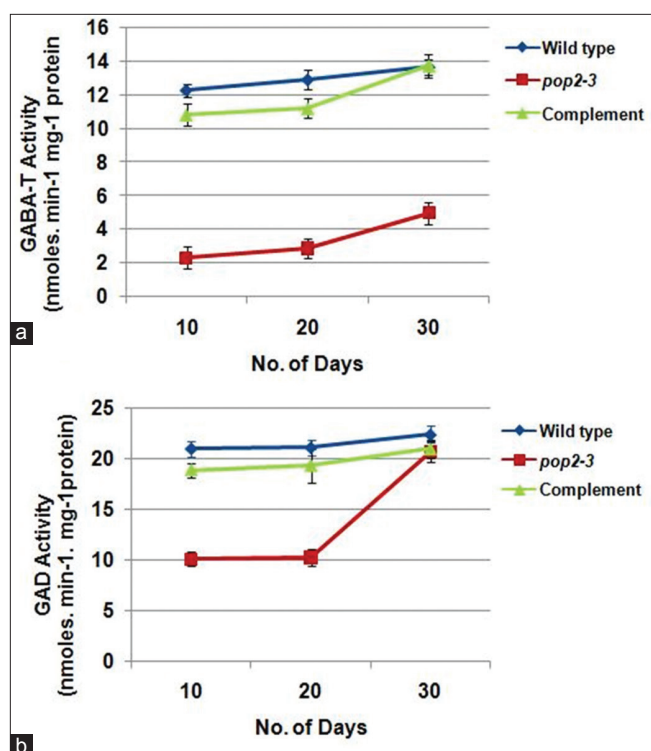 GABA-T Activity
(nmoles. min-1 mg-1 protein
16
14
12
10
8
6
4
2
0
10 20 30
No. of Days
Wild type
pop2-3
Complement
a
GAD Activity
(nmoles. min-1. mg-1protein)
25
20
15
10
5
0
10 20 30
No. of Days
Wild type
pop2-3
Complement
b